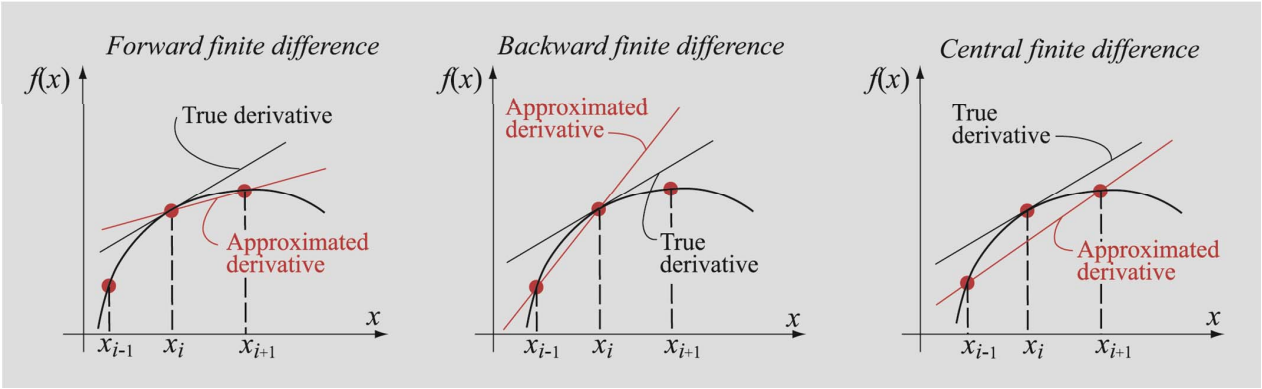 Forward finite difference
f(x)
True derivative
Approximated
derivative
x
x_{i-1}
x_i
x_{i+1}
Backward finite difference
f(x)
Approximated
derivative
True
derivative
x
x_{i-1}
x_i
x_{i+1}
Central finite difference
f(x)
True
derivative
Approximated
derivative
x
x_{i-1}
x_i
x_{i+1}